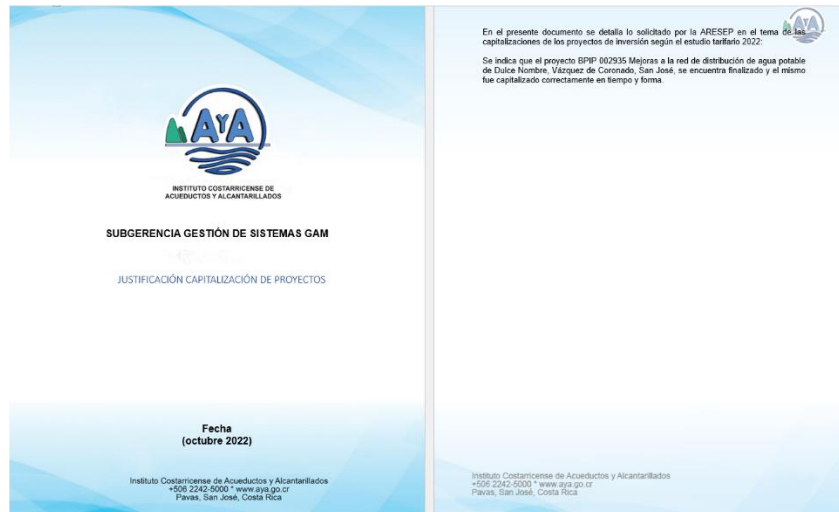 AyA
INSTITUTO COSTARRICENSE DE
ACUEDUCTOS Y ALCANTARILLADOS
SUBGERENCIA GESTIÓN DE SISTEMAS GAM
JUSTIFICACIÓN CAPITALIZACIÓN DE PROYECTOS
Fecha
(octubre 2022)
Instituto Costarricense de Acueductos y Alcantarillados
+506 2242-5000 * www.aya.go.cr
Pavas, San José, Costa Rica
AyA
En el presente documento se detalla lo solicitado por la ARESEP en el tema de las
capitalizaciones de los proyectos de inversión según el estudio tarifario 2022:
Se indica que el proyecto BPIP 002935 Mejoras a la red de distribución de agua potable
de Dulce Nombre, Vázquez de Coronado, San José, se encuentra finalizado y el mismo
fue capitalizado correctamente en tiempo y forma.
Instituto Costarricense de Acueductos y Alcantarillados
+506 2242-5000 * www.aya.go.cr
Pavas, San José, Costa Rica